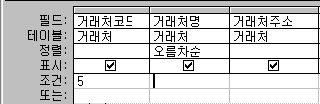 필드: 거래처코드 거래처명 거래처주소
테이블: 거래처 거래처 거래처
정렬: 오름차순
표시:
조건: 5
또는: